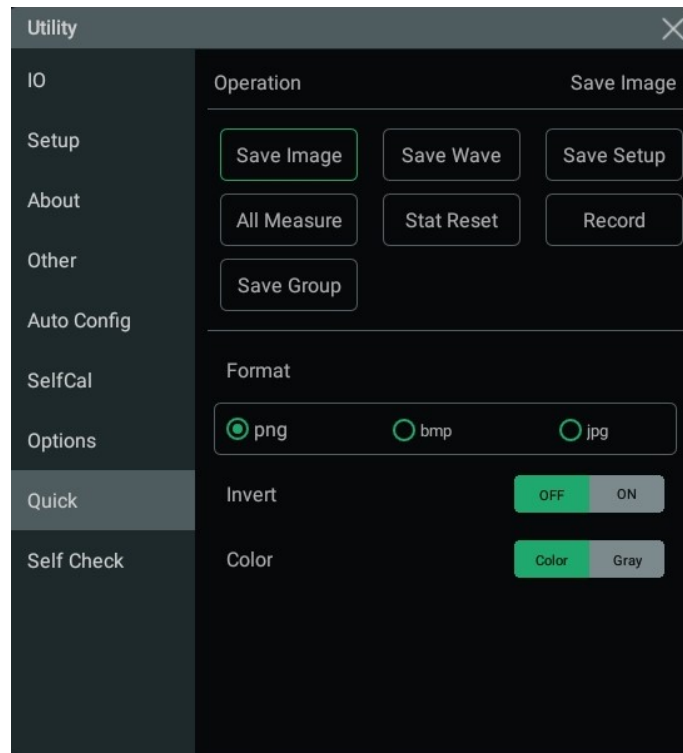 Utility
IO
Setup
About
Other
Auto Config
SelfCal
Options
Quick
Self Check
Operation Save Image
Save Image Save Wave Save Setup
All Measure Stat Reset Record
Save Group
Format
png bmp jpg
Invert OFF ON
Color Color Gray